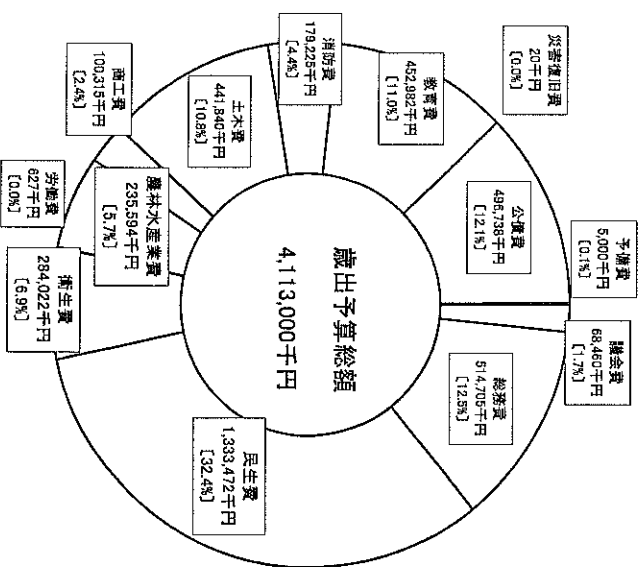 歳出予算総額
4,113,000千円
議会費
68,460千円
[1.7%]
総務費
514,705千円
[12.5%]
民生費
1,333,472千円
[32.4%]
衛生費
284,022千円
[6.9%]
労働費
627千円
[0.0%]
農林水産業費
235,594千円
[5.7%]
商工費
100,315千円
[2.4%]
土木費
441,840千円
[10.8%]
消防費
179,225千円
[4.4%]
教育費
452,982千円
[11.0%]
災害復旧費
20千円
[0.0%]
公債費
496,738千円
[12.1%]
予備費
5,000千円
[0.1%]